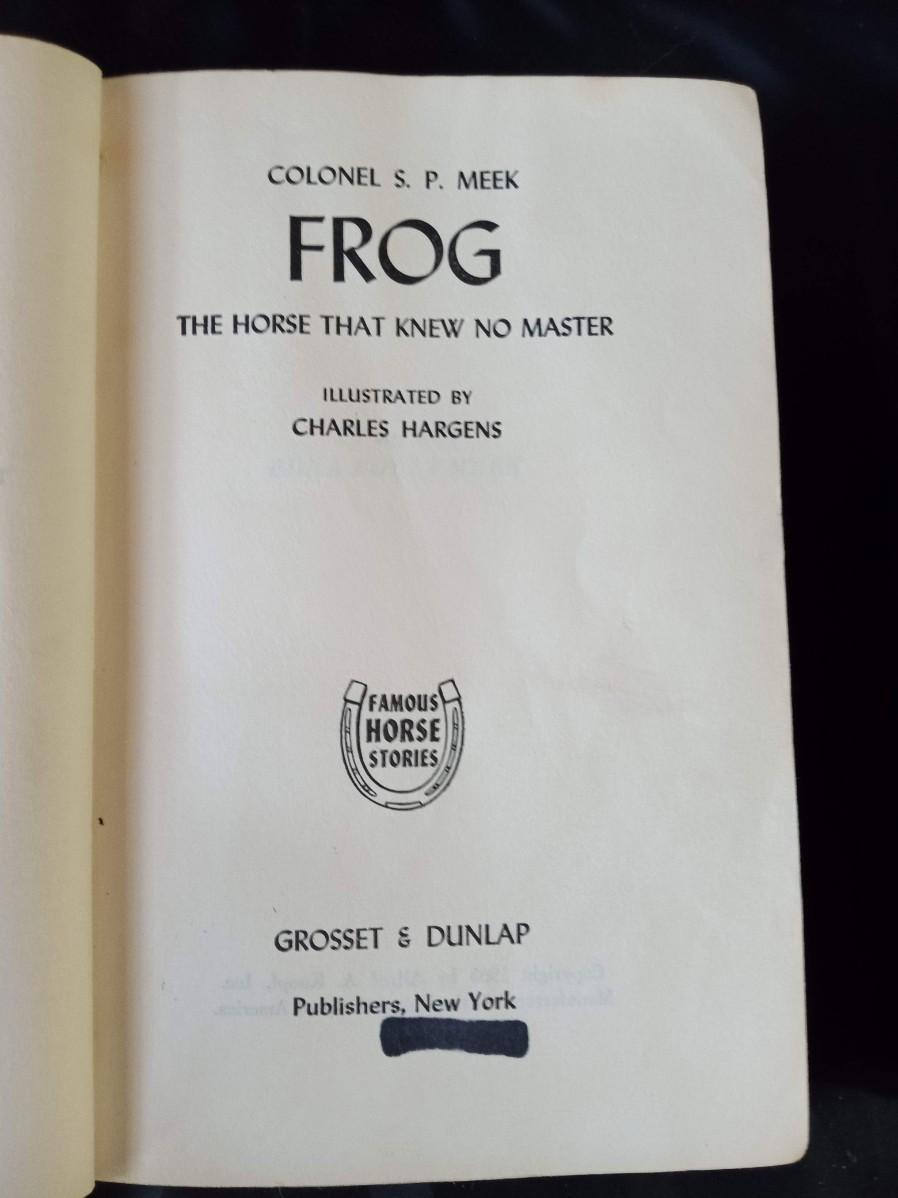 COLONEL S. P. MEEK
FROG
THE HORSE THAT KNEW NO MASTER
ILLUSTRATED BY
CHARLES HARGENS
FAMOUS
HORSE
STORIES
GROSSET & DUNLAP
Publishers, New York